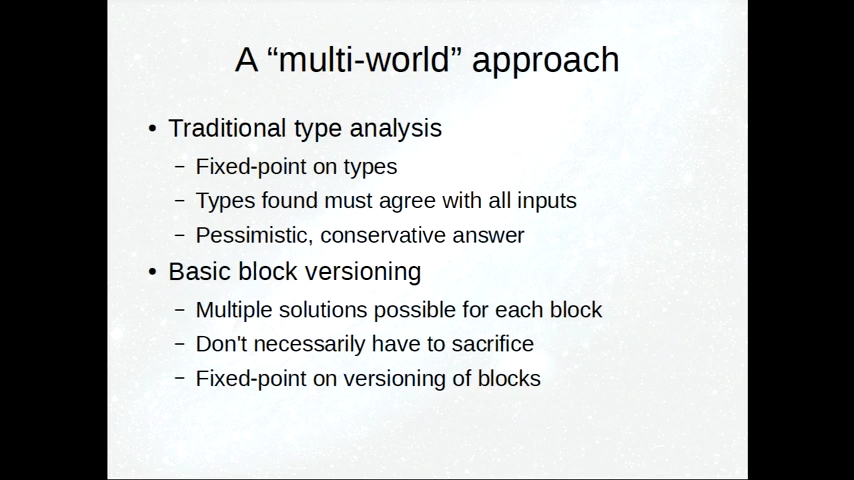 A “multi-world” approach
• Traditional type analysis
– Fixed-point on types
– Types found must agree with all inputs
– Pessimistic, conservative answer
• Basic block versioning
– Multiple solutions possible for each block
– Don't necessarily have to sacrifice
– Fixed-point on versioning of blocks